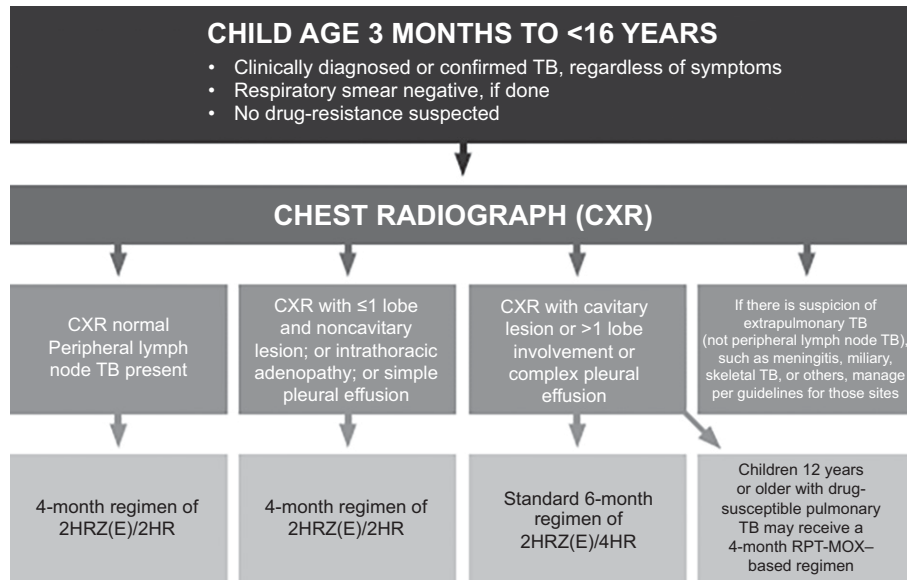 CHILD AGE 3 MONTHS TO <16 YEARS
• Clinically diagnosed or confirmed TB, regardless of symptoms
• Respiratory smear negative, if done
• No drug-resistance suspected
CHEST RADIOGRAPH (CXR)
CXR normal
Peripheral lymph
node TB present
CXR with ≤1 lobe
and noncavitary
lesion; or intrathoracic
adenopathy; or simple
pleural effusion
CXR with cavitary
lesion or >1 lobe
involvement or
complex pleural
effusion
If there is suspicion of
extrapulmonary TB
(not peripheral lymph node TB),
such as meningitis, miliary,
skeletal TB, or others, manage
per guidelines for those sites
4-month regimen of
2HRZ(E)/2HR
4-month regimen of
2HRZ(E)/2HR
Standard 6-month
regimen of
2HRZ(E)/4HR
Children 12 years
or older with drug-
susceptible pulmonary
TB may receive a
4-month RPT-MOX–
based regimen